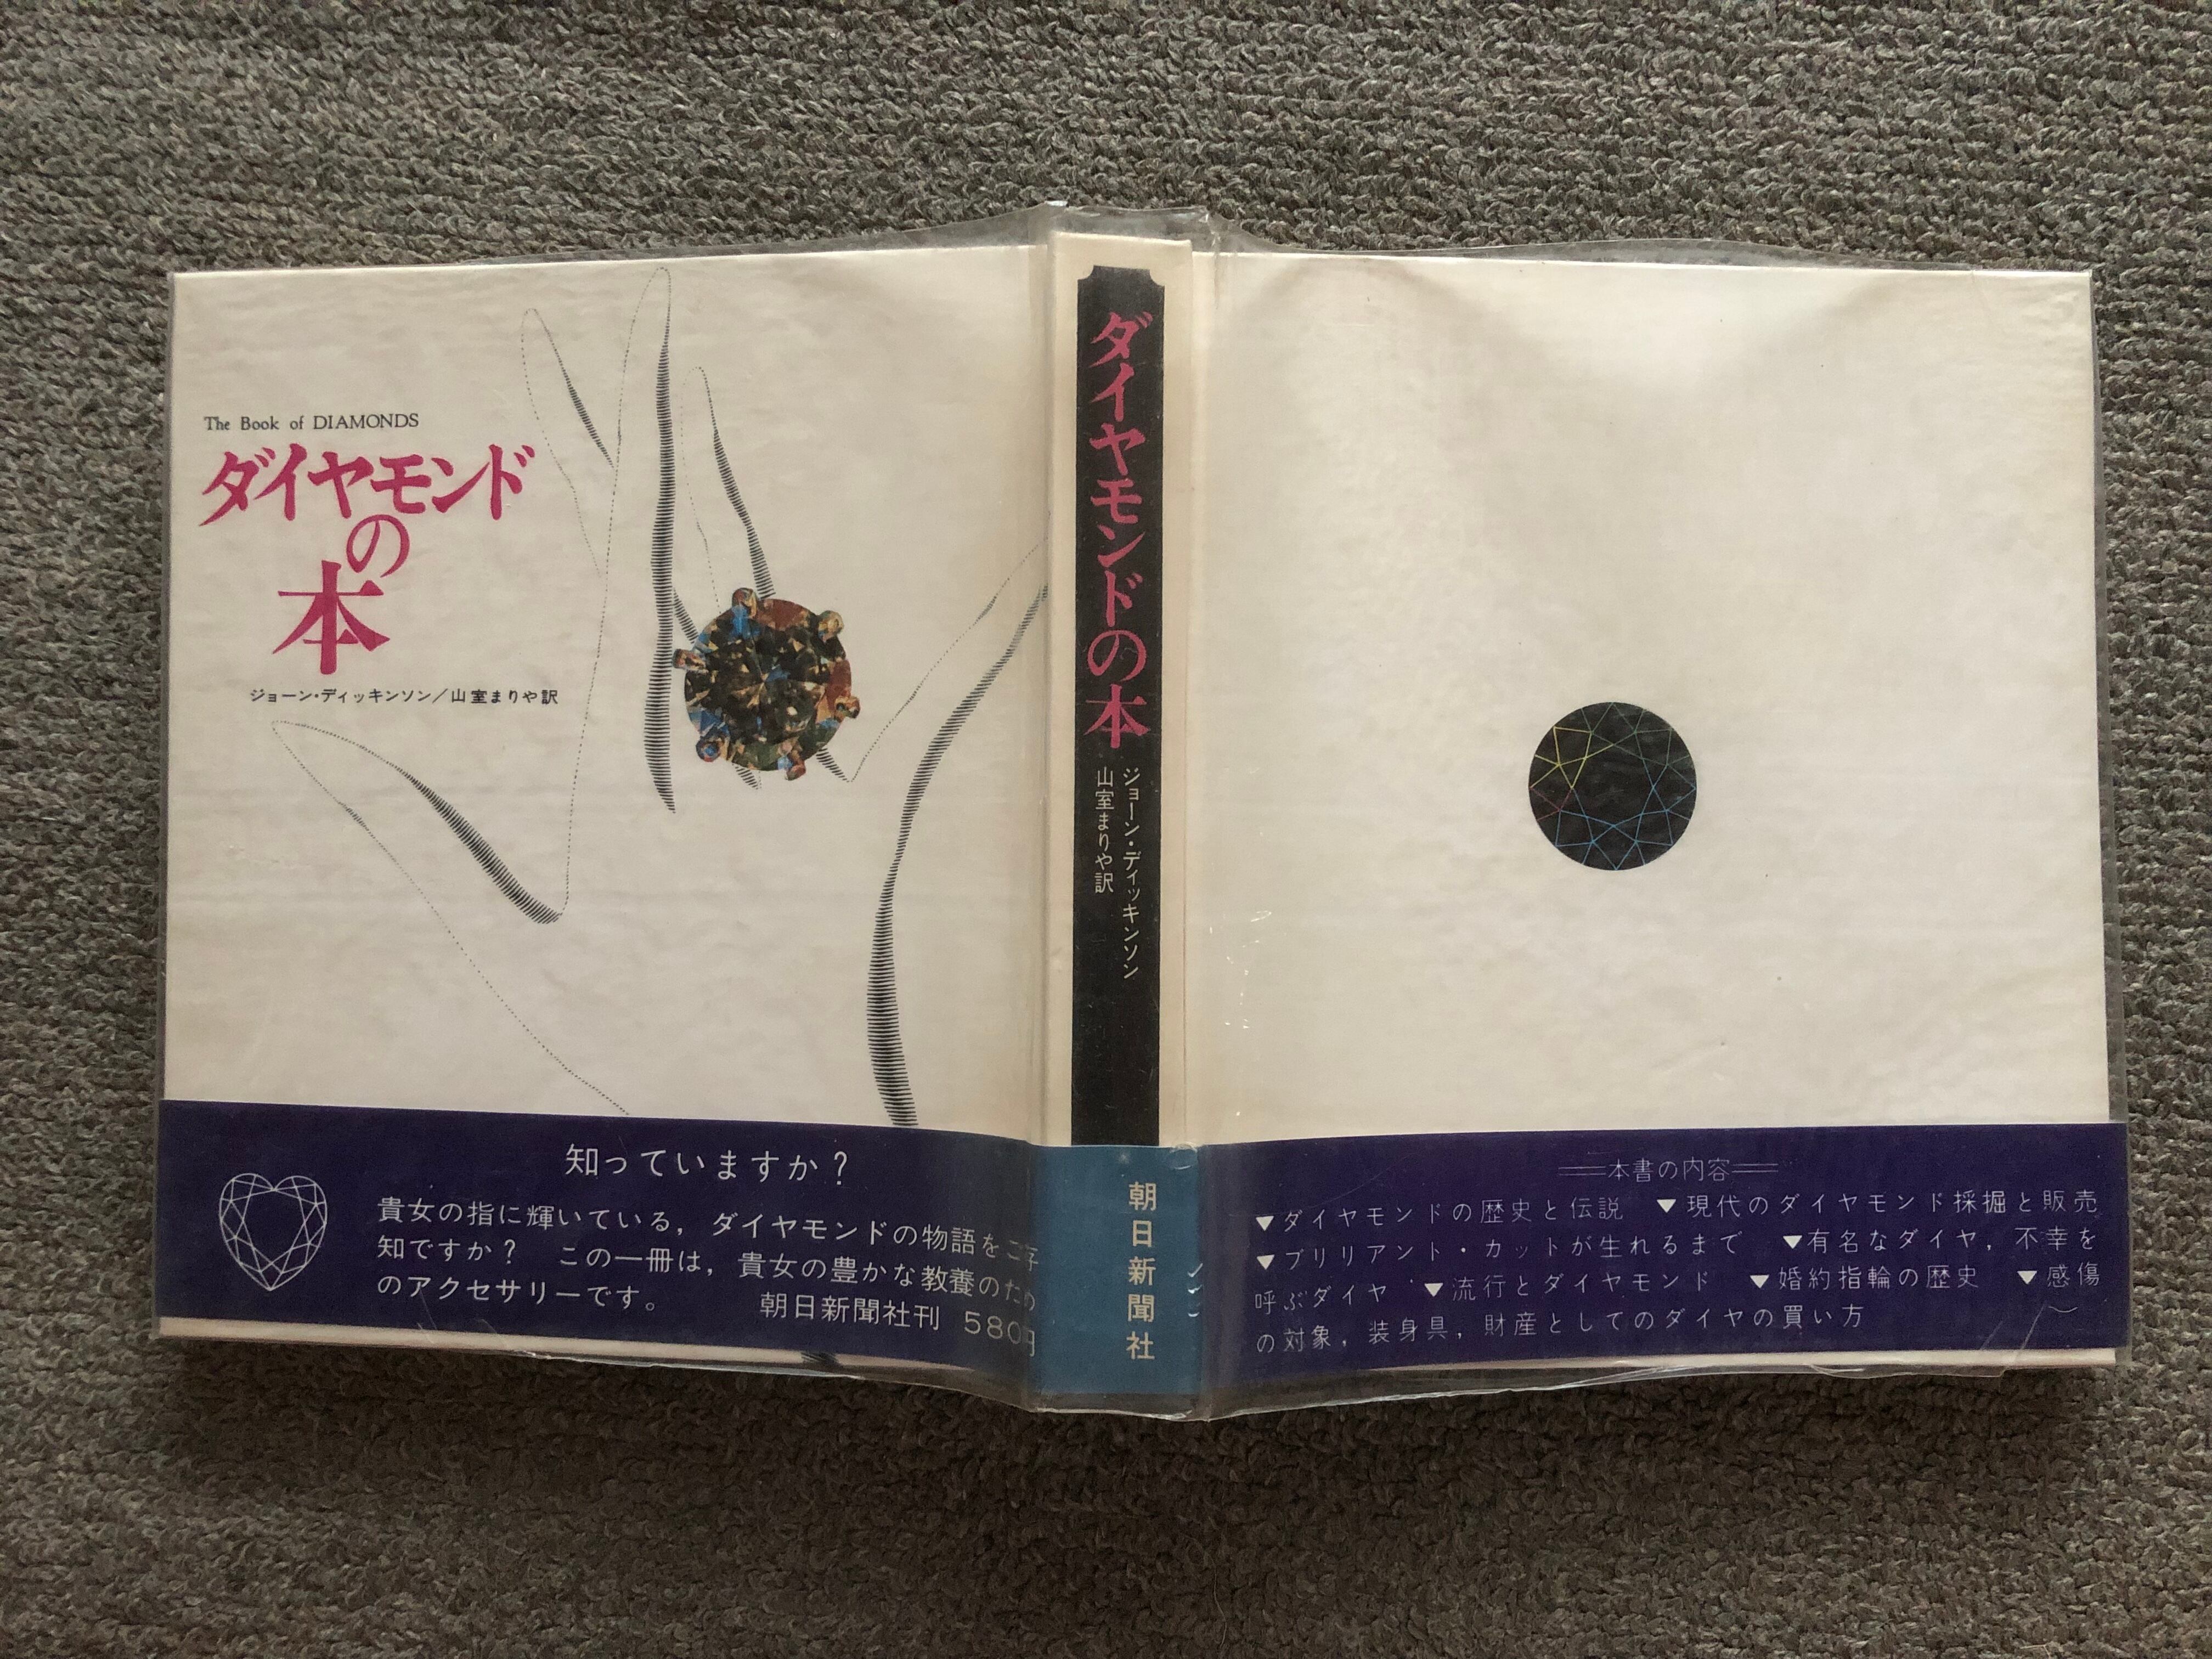 The Book of DIAMONDS
ダイヤモンド
の
本
ジョーン・ディッキンソン／山室まりや訳
知っていますか？
貴女の指に輝いている，ダイヤモンドの物語をご存
知ですか？　この一冊は，貴女の豊かな教養のため
のアクセサリーです。
朝日新聞社刊　580円
ダイヤモンドの本
ジョーン・ディッキンソン
山室まりや訳
朝日新聞社
＝本書の内容＝
▼ダイヤモンドの歴史と伝説　▼現代のダイヤモンド採掘と販売
▼ブリリアント・カットが生れるまで　▼有名なダイヤ，不幸を
呼ぶダイヤ　▼流行とダイヤモンド　▼婚約指輪の歴史　▼感傷
の対象，装身具，財産としてのダイヤの買い方